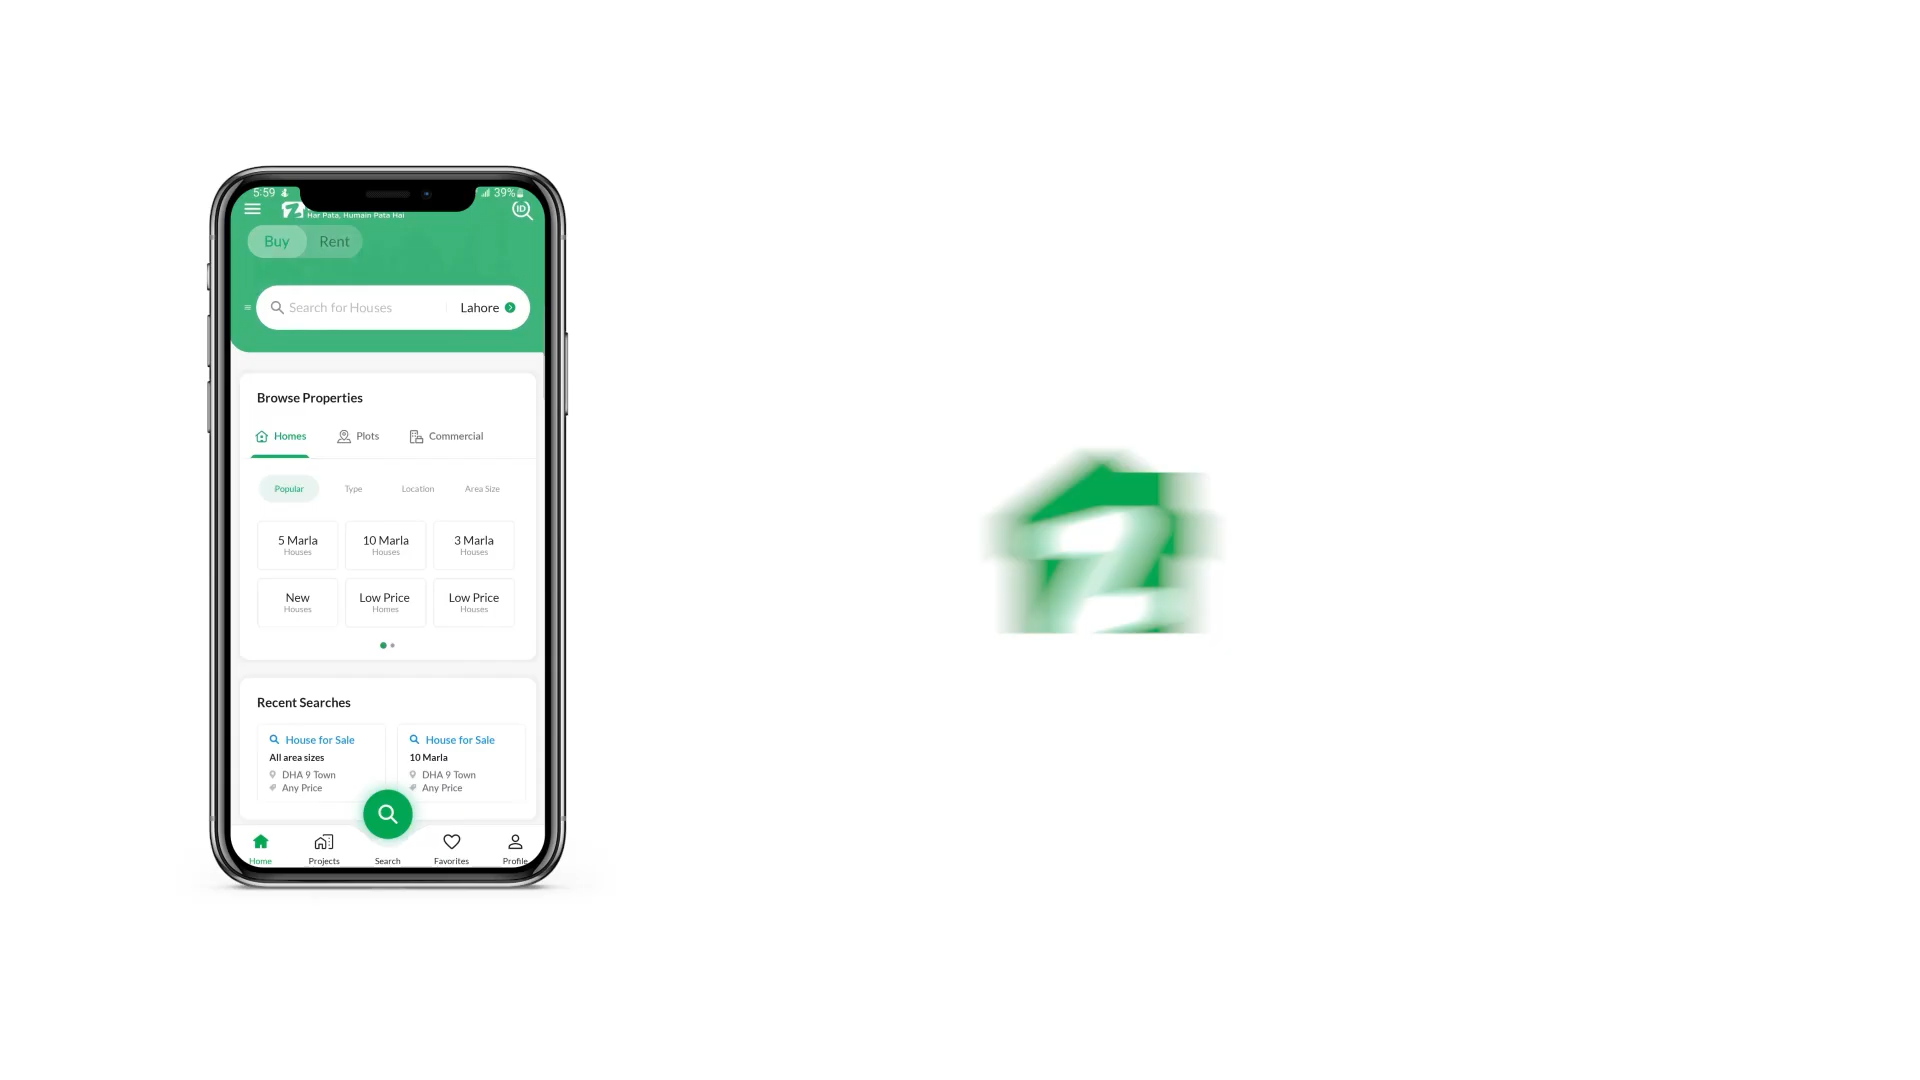 5:59
39%
Har Pata, Humain Pata Hai
ID
Buy Rent
Search for Houses Lahore
Browse Properties
Homes Plots Commercial
Popular Type Location Area Size
5 Marla 10 Marla 3 Marla
Houses Houses Houses
New Low Price Low Price
Houses Homes Houses
Recent Searches
House for Sale House for Sale
All area sizes 10 Marla
DHA 9 Town DHA 9 Town
Any Price Any Price
Home Projects Search Favorites Profile